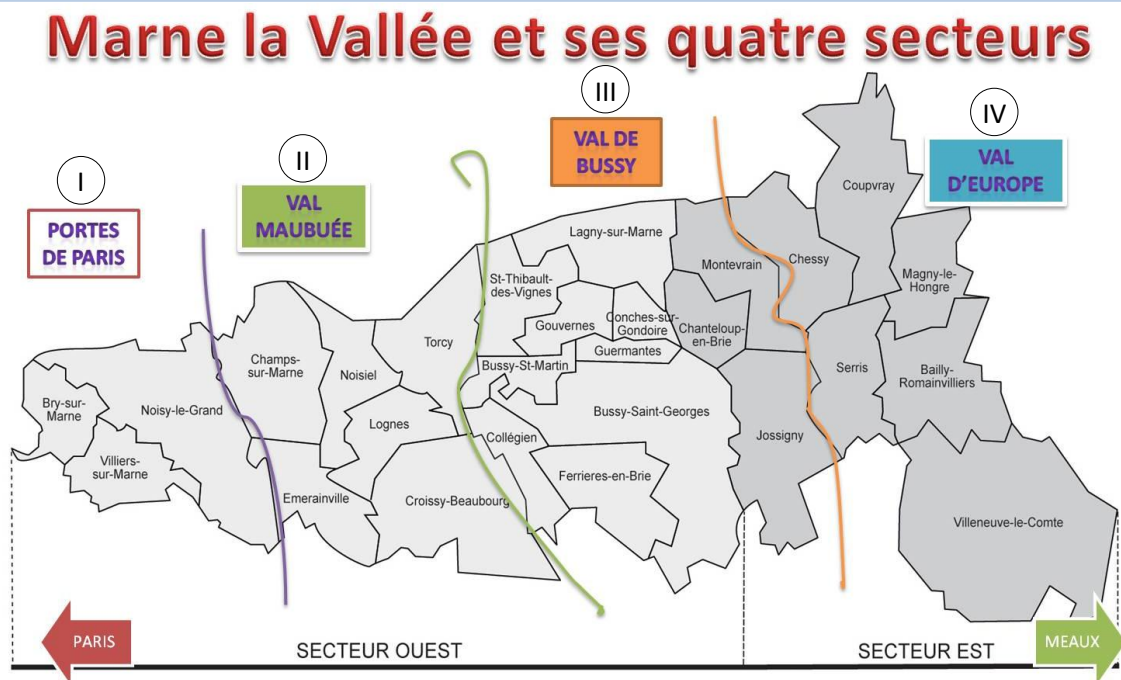 Marne la Vallée et ses quatre secteurs
I
PORTES
DE PARIS
II
VAL
MAUBUÉE
III
VAL DE
BUSSY
IV
VAL
D'EUROPE
Coupvray
Lagny-sur-Marne
Montevrain
Chessy
Magny-le-
Hongre
St-Thibault-
des-Vignes
Gouvernes
Conches-sur-
Gondoire
Chanteloup-
en-Brie
Torcy
Guermantes
Champs-
sur-Marne
Noisiel
Bussy-St-Martin
Serris
Bailly-
Romainvilliers
Bry-sur-
Marne
Noisy-le-Grand
Lognes
Bussy-Saint-Georges
Collégien
Jossigny
Villiers-
sur-Marne
Emerainville
Croissy-Beaubourg
Ferrieres-en-Brie
Villeneuve-le-Comte
PARIS
SECTEUR OUEST
SECTEUR EST
MEAUX